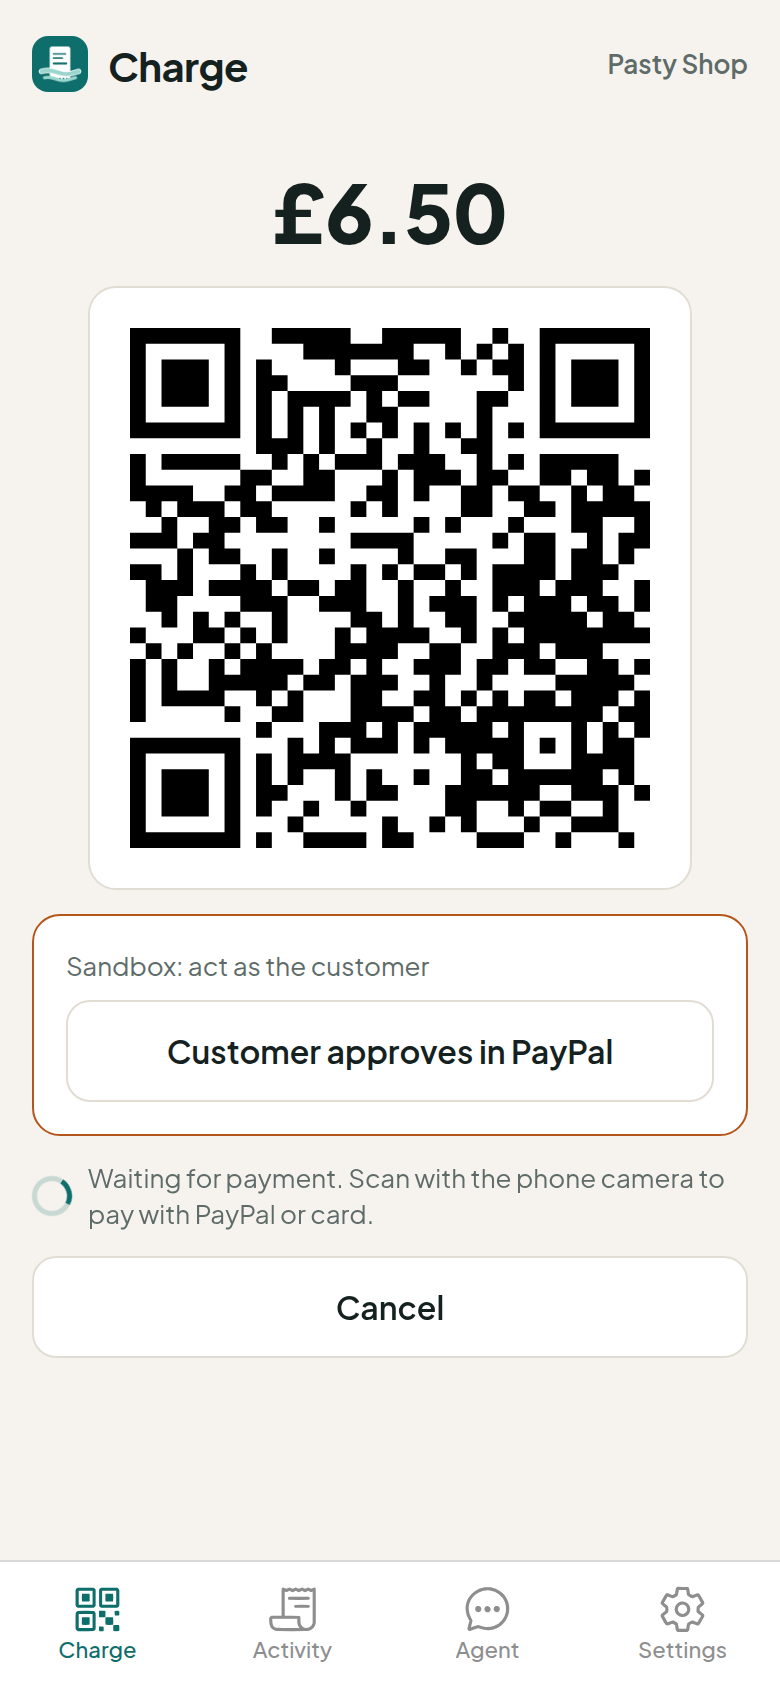 Charge
Pasty Shop
£6.50
Sandbox: act as the customer
Customer approves in PayPal
Waiting for payment. Scan with the phone camera to
pay with PayPal or card.
Cancel
Charge
Activity
Agent
Settings